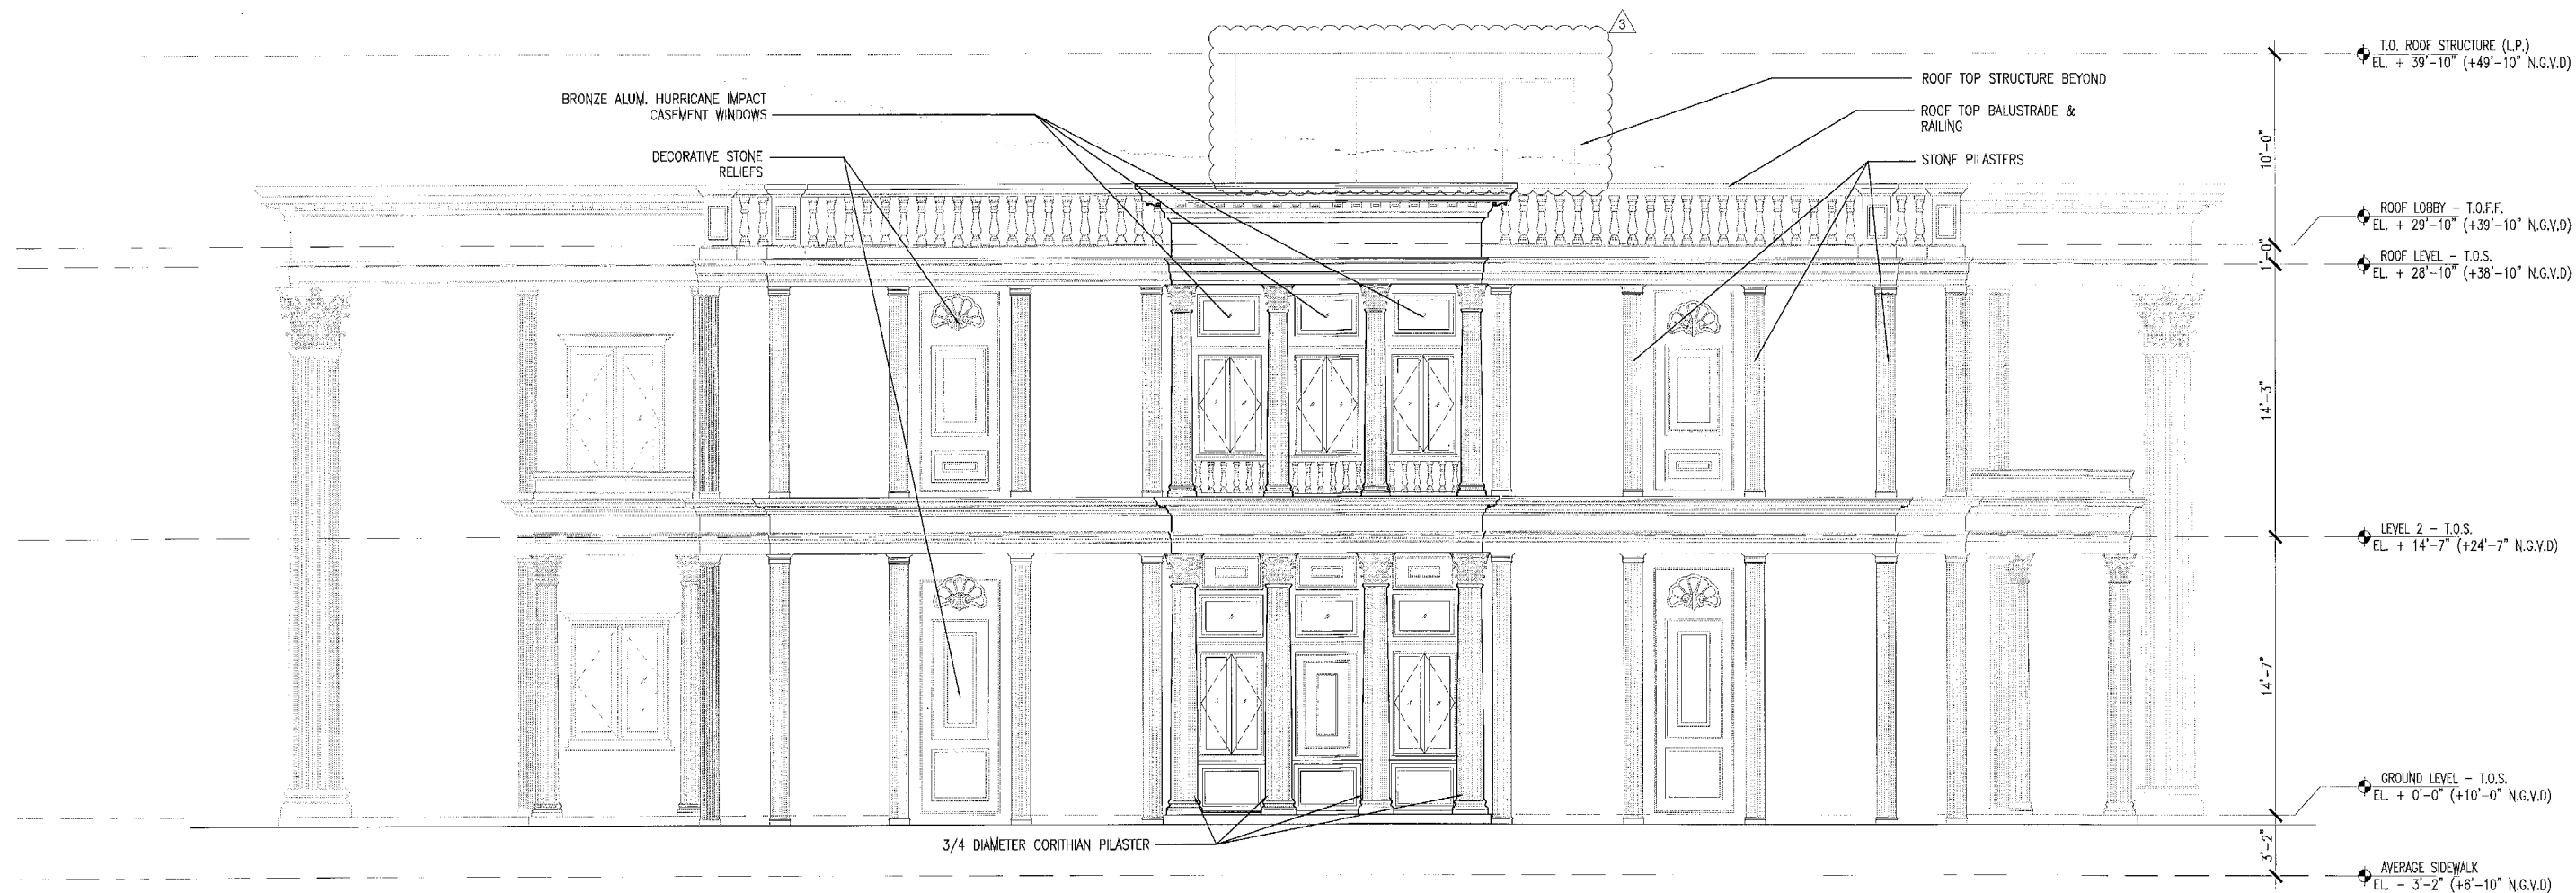 3
T.O. ROOF STRUCTURE (L.P.)
EL. + 39'-10" (+49'-10" N.G.V.D)
ROOF TOP STRUCTURE BEYOND
BRONZE ALUM. HURRICANE IMPACT
CASEMENT WINDOWS
ROOF TOP BALUSTRADE &
RAILING
DECORATIVE STONE
RELIEFS
STONE PILASTERS
10'-0"
ROOF LOBBY - T.O.F.F.
EL. + 29'-10" (+39'-10" N.G.V.D)
1'-0"
ROOF LEVEL - T.O.S.
EL. + 28'-10" (+38'-10" N.G.V.D)
14'-3"
LEVEL 2 - T.O.S.
EL. + 14'-7" (+24'-7" N.G.V.D)
14'-7"
GROUND LEVEL - T.O.S.
EL. + 0'-0" (+10'-0" N.G.V.D)
3/4 DIAMETER CORITHIAN PILASTER
3'-2"
AVERAGE SIDEWALK
EL. - 3'-2" (+6'-10" N.G.V.D)